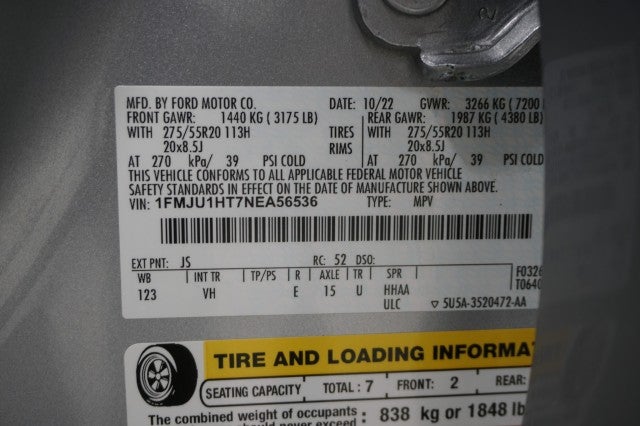 MFD. BY FORD MOTOR CO. DATE: 10/22 GVWR: 3266 KG ( 7200
FRONT GAWR: 1440 KG ( 3175 LB) REAR GAWR: 1987 KG ( 4380 LB)
WITH 275/55R20 113H TIRES WITH 275/55R20 113H
20x8.5J RIMS 20x8.5J
AT 270 kPa/ 39 PSI COLD AT 270 kPa/ 39 PSI COLD
THIS VEHICLE CONFORMS TO ALL APPLICABLE FEDERAL MOTOR VEHICLE
SAFETY STANDARDS IN EFFECT ON THE DATE OF MANUFACTURE SHOWN ABOVE.
VIN: 1FMJU1HT7NEA56536 TYPE: MPV
EXT PNT: JS RC: 52 DSO:
WB INT TR TP/PS R AXLE TR SPR F0326
123 VH E 15 U HHAA T0640
ULC ▽ 5U5A-3520472-AA
TIRE AND LOADING INFORMA
SEATING CAPACITY TOTAL : 7 FRONT: 2 REAR:
The combined weight of occupants : 838 kg or 1848 lb